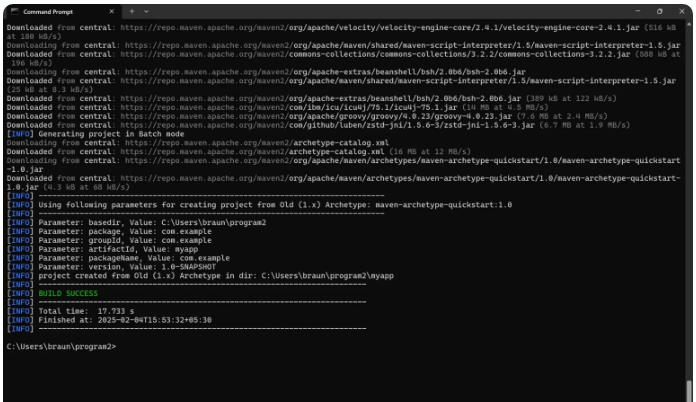 Command Prompt
Downloaded from central: https://repo.maven.apache.org/maven2/org/apache/velocity/velocity-engine-core/2.4.1/velocity-engine-core-2.4.1.jar (516 kB
at 180 kB/s)
Downloading from central: https://repo.maven.apache.org/maven2/org/apache/maven/shared/maven-script-interpreter/1.5/maven-script-interpreter-1.5.jar
Downloaded from central: https://repo.maven.apache.org/maven2/commons-collections/commons-collections/3.2.2/commons-collections-3.2.2.jar (588 kB at
196 kB/s)
Downloading from central: https://repo.maven.apache.org/maven2/org/apache-extras/beanshell/bsh/2.0b6/bsh-2.0b6.jar
Downloaded from central: https://repo.maven.apache.org/maven2/org/apache/maven/shared/maven-script-interpreter/1.5/maven-script-interpreter-1.5.jar
(25 kB at 8.3 kB/s)
Downloaded from central: https://repo.maven.apache.org/maven2/org/apache-extras/beanshell/bsh/2.0b6/bsh-2.0b6.jar (389 kB at 122 kB/s)
Downloaded from central: https://repo.maven.apache.org/maven2/com/ibm/icu/icu4j/75.1/icu4j-75.1.jar (14 MB at 4.5 MB/s)
Downloaded from central: https://repo.maven.apache.org/maven2/org/apache/groovy/groovy/4.0.23/groovy-4.0.23.jar (7.6 MB at 2.4 MB/s)
Downloaded from central: https://repo.maven.apache.org/maven2/com/github/luben/zstd-jni/1.5.6-3/zstd-jni-1.5.6-3.jar (6.7 MB at 1.9 MB/s)
[INFO] Generating project in Batch mode
Downloading from central: https://repo.maven.apache.org/maven2/archetype-catalog.xml
Downloaded from central: https://repo.maven.apache.org/maven2/archetype-catalog.xml (16 MB at 12 MB/s)
Downloading from central: https://repo.maven.apache.org/maven2/org/apache/maven/archetypes/maven-archetype-quickstart/1.0/maven-archetype-quickstart
-1.0.jar
Downloaded from central: https://repo.maven.apache.org/maven2/org/apache/maven/archetypes/maven-archetype-quickstart/1.0/maven-archetype-quickstart-
1.0.jar (4.3 kB at 68 kB/s)
[INFO] ----------------------------------------------------------------------------
[INFO] Using following parameters for creating project from Old (1.x) Archetype: maven-archetype-quickstart:1.0
[INFO] ----------------------------------------------------------------------------
[INFO] Parameter: basedir, Value: C:\Users\braun\program2
[INFO] Parameter: package, Value: com.example
[INFO] Parameter: groupId, Value: com.example
[INFO] Parameter: artifactId, Value: myapp
[INFO] Parameter: packageName, Value: com.example
[INFO] Parameter: version, Value: 1.0-SNAPSHOT
[INFO] project created from Old (1.x) Archetype in dir: C:\Users\braun\program2\myapp
[INFO] ------------------------------------------------------------------------
[INFO] BUILD SUCCESS
[INFO] ------------------------------------------------------------------------
[INFO] Total time:  17.733 s
[INFO] Finished at: 2025-02-04T15:53:32+05:30
[INFO] ------------------------------------------------------------------------
C:\Users\braun\program2>